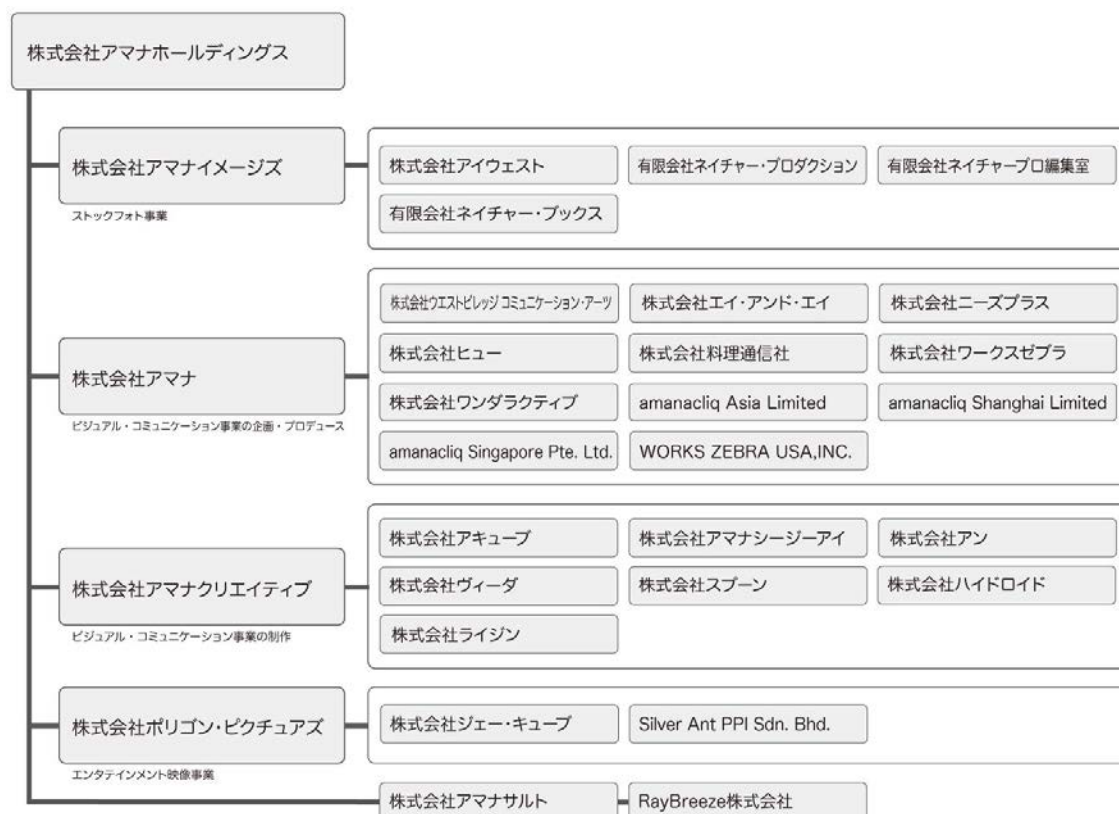 株式会社アマナホールディングス
株式会社アマナイメージズ
ストックフォト事業
株式会社アイウェスト
有限会社ネイチャー・プロダクション
有限会社ネイチャープロ編集室
有限会社ネイチャー・ブックス
株式会社アマナ
ビジュアル・コミュニケーション事業の企画・プロデュース
株式会社ウエストビレッジ コミュニケーション・アーツ
株式会社エイ・アンド・エイ
株式会社ニーズプラス
株式会社ヒュー
株式会社料理通信社
株式会社ワークスゼブラ
株式会社ワンダラクティブ
amanacliq Asia Limited
amanacliq Shanghai Limited
amanacliq Singapore Pte. Ltd.
WORKS ZEBRA USA,INC.
株式会社アマナクリエイティブ
ビジュアル・コミュニケーション事業の制作
株式会社アキューブ
株式会社アマナシージーアイ
株式会社アン
株式会社ヴィーダ
株式会社スプーン
株式会社ハイドロイド
株式会社ライジン
株式会社ポリゴン・ピクチュアズ
エンタテインメント映像事業
株式会社ジェー・キューブ
Silver Ant PPI Sdn. Bhd.
株式会社アマナサルト
RayBreeze株式会社